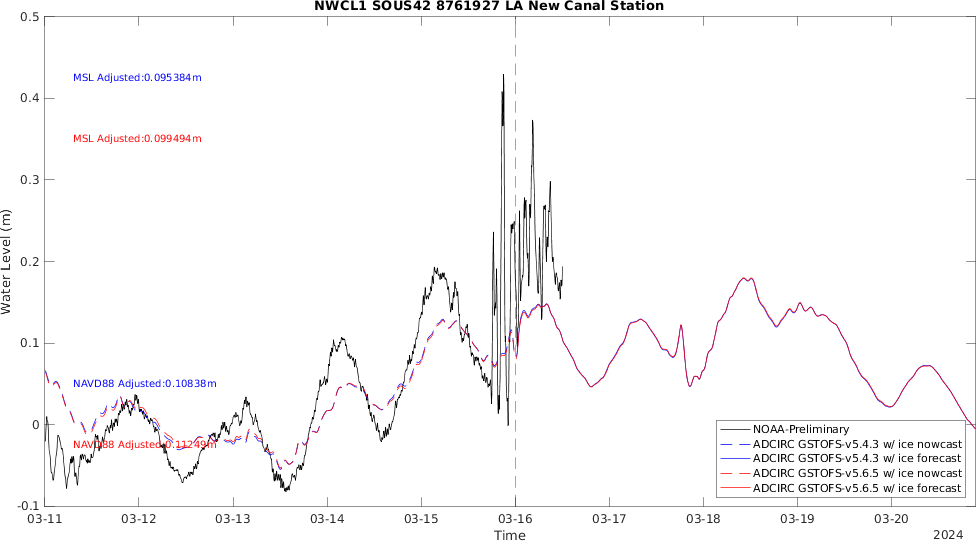 NWCL1 SOUS42 8761927 LA New Canal Station
0.5
0.4
0.3
0.2
0.1
0
-0.1
Water Level (m)
MSL Adjusted:0.095384m
MSL Adjusted:0.099494m
NAVD88 Adjusted:0.10838m
NAVD88 Adjusted:0.11249m
NOAA-Preliminary
ADCIRC GSTOFS-v5.4.3 w/ ice nowcast
ADCIRC GSTOFS-v5.4.3 w/ ice forecast
ADCIRC GSTOFS-v5.6.5 w/ ice nowcast
ADCIRC GSTOFS-v5.6.5 w/ ice forecast
03-11 03-12 03-13 03-14 03-15 03-16 03-17 03-18 03-19 03-20
Time
2024